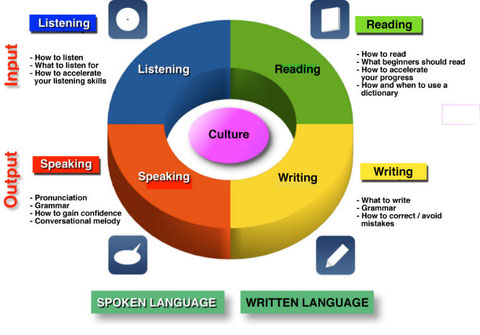 Listening
Reading
Input
- How to listen
- What to listen for
- How to accelerate
your listening skills
- How to read
- What beginners should read
- How to accelerate
your progress
- How and when to use a
dictionary
Listening
Reading
Culture
Speaking
Writing
Output
Speaking
- Pronunciation
- Grammar
- How to gain confidence
- Conversational melody
Writing
- What to write
- Grammar
- How to correct / avoid
mistakes
SPOKEN LANGUAGE
WRITTEN LANGUAGE